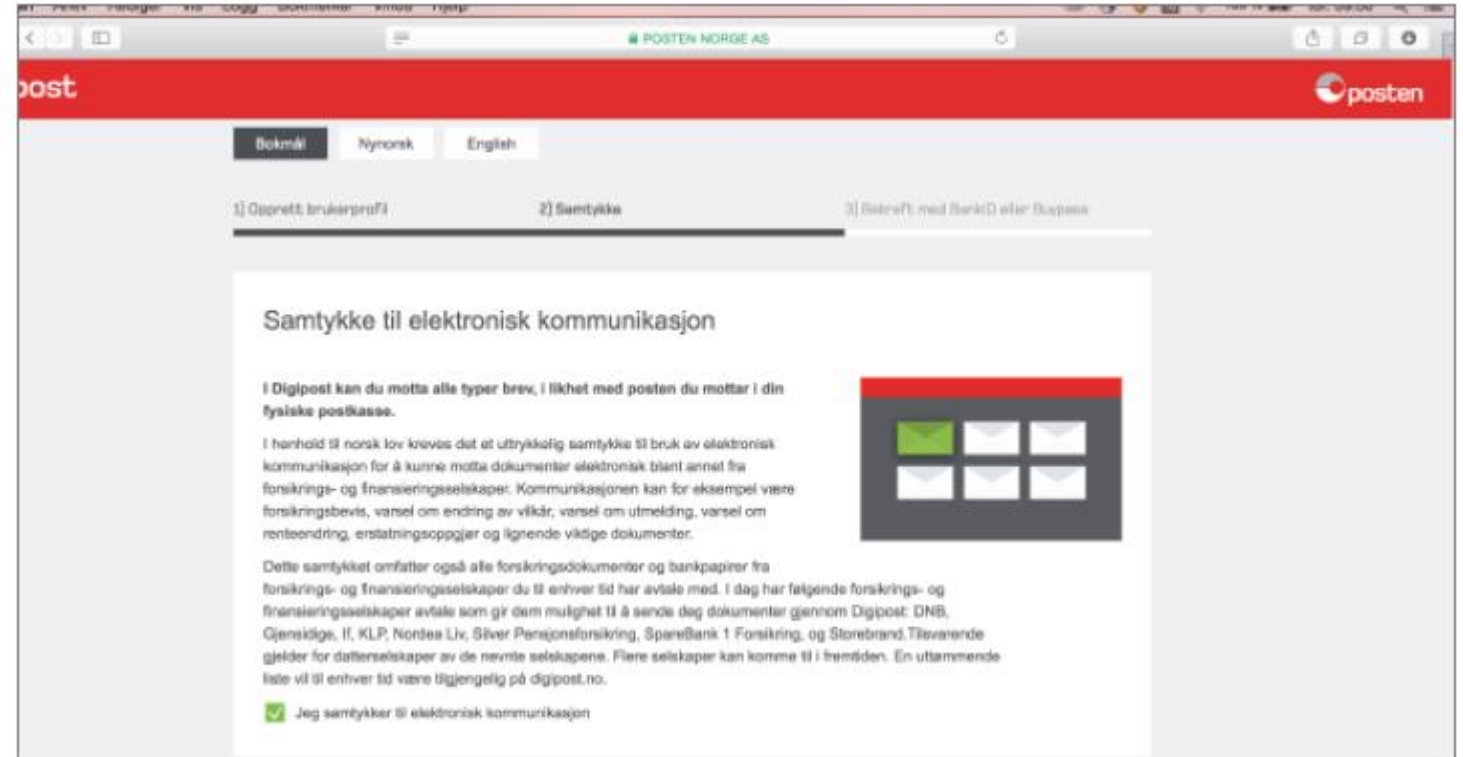 POSTEN NORGE AS
post
posten
Bokmål Nynorsk English
1) Opprett brukerprofil 2) Samtykke 3) Bekreft med BankID eller Buypass
Samtykke til elektronisk kommunikasjon
I Digipost kan du motta alle typer brev, i likhet med posten du mottar i din
fysiske postkasse.
I henhold til norsk lov kreves det et uttrykkelig samtykke til bruk av elektronisk
kommunikasjon for å kunne motta dokumenter elektronisk blant annet fra
forsikrings- og finansieringsselskaper. Kommunikasjonen kan for eksempel være
forsikringsbevis, varsel om endring av vilkår, varsel om utmelding, varsel om
renteendring, erstatningsoppgjør og lignende viktige dokumenter.
Dette samtykket omfatter også alle forsikringsdokumenter og bankpapirer fra
forsikrings- og finansieringsselskaper du til enhver tid har avtale med. I dag har følgende forsikrings- og
finansieringsselskaper avtale som gir dem mulighet til å sende deg dokumenter gjennom Digipost: DNB,
Gjensidige, If, KLP, Nordea Liv, Silver Pensjonsforsikring, SpareBank 1 Forsikring, og Storebrand.Tilsvarende
gjelder for datterselskaper av de nevnte selskapene. Flere selskaper kan komme til i fremtiden. En uttømmende
liste vil til enhver tid være tilgjengelig på digipost.no.
Jeg samtykker til elektronisk kommunikasjon